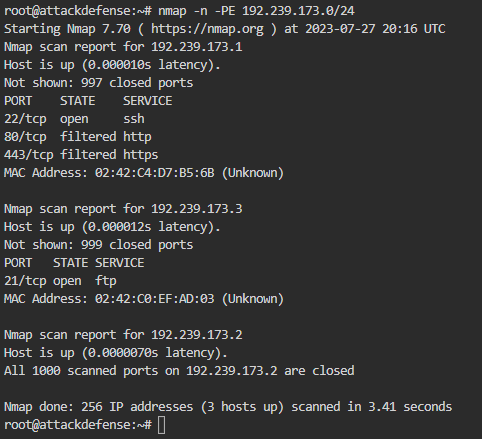 root@attackdefense:~# nmap -n -PE 192.239.173.0/24
Starting Nmap 7.70 ( https://nmap.org ) at 2023-07-27 20:16 UTC
Nmap scan report for 192.239.173.1
Host is up (0.000010s latency).
Not shown: 997 closed ports
PORT    STATE    SERVICE
22/tcp  open     ssh
80/tcp  filtered http
443/tcp filtered https
MAC Address: 02:42:C4:D7:B5:6B (Unknown)

Nmap scan report for 192.239.173.3
Host is up (0.000012s latency).
Not shown: 999 closed ports
PORT   STATE SERVICE
21/tcp open  ftp
MAC Address: 02:42:C0:EF:AD:03 (Unknown)

Nmap scan report for 192.239.173.2
Host is up (0.0000070s latency).
All 1000 scanned ports on 192.239.173.2 are closed

Nmap done: 256 IP addresses (3 hosts up) scanned in 3.41 seconds
root@attackdefense:~#